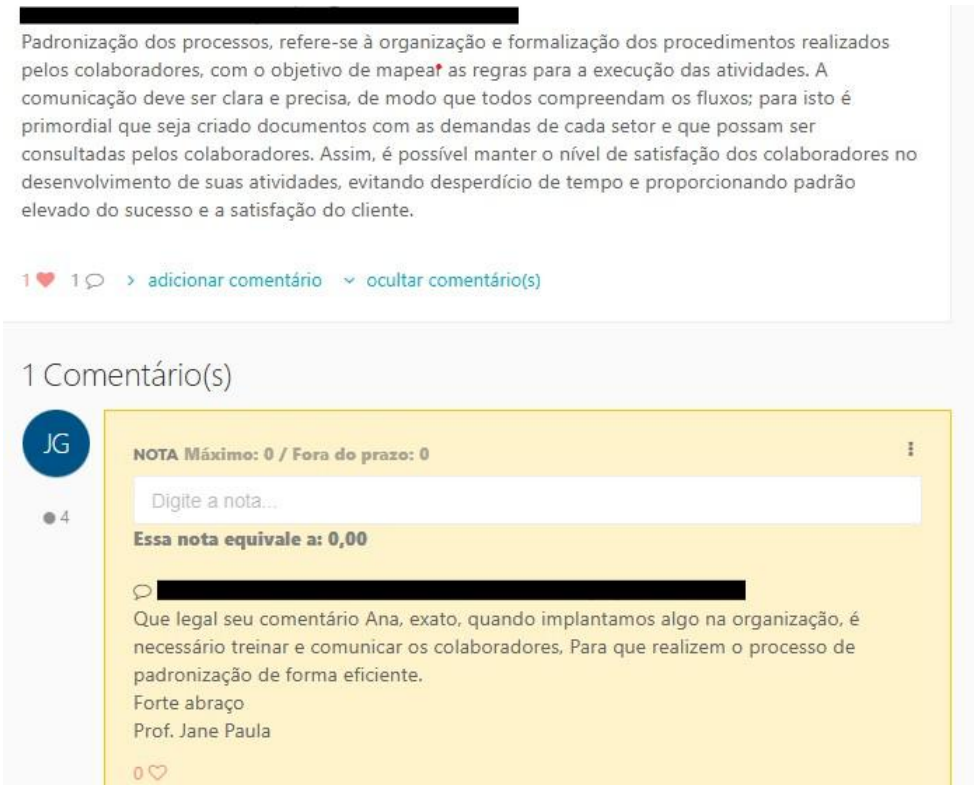 Padronização dos processos, refere-se à organização e formalização dos procedimentos realizados
pelos colaboradores, com o objetivo de mapear as regras para a execução das atividades. A
comunicação deve ser clara e precisa, de modo que todos compreendam os fluxos; para isto é
primordial que seja criado documentos com as demandas de cada setor e que possam ser
consultadas pelos colaboradores. Assim, é possível manter o nível de satisfação dos colaboradores no
desenvolvimento de suas atividades, evitando desperdício de tempo e proporcionando padrão
elevado do sucesso e a satisfação do cliente.
1 1 > adicionar comentário ocultar comentário(s)
1 Comentário(s)
JG
NOTA Máximo: 0 / Fora do prazo: 0
Digite a nota...
4
Essa nota equivale a: 0,00
Que legal seu comentário Ana, exato, quando implantamos algo na organização, é
necessário treinar e comunicar os colaboradores, Para que realizem o processo de
padronização de forma eficiente.
Forte abraço
Prof. Jane Paula
0